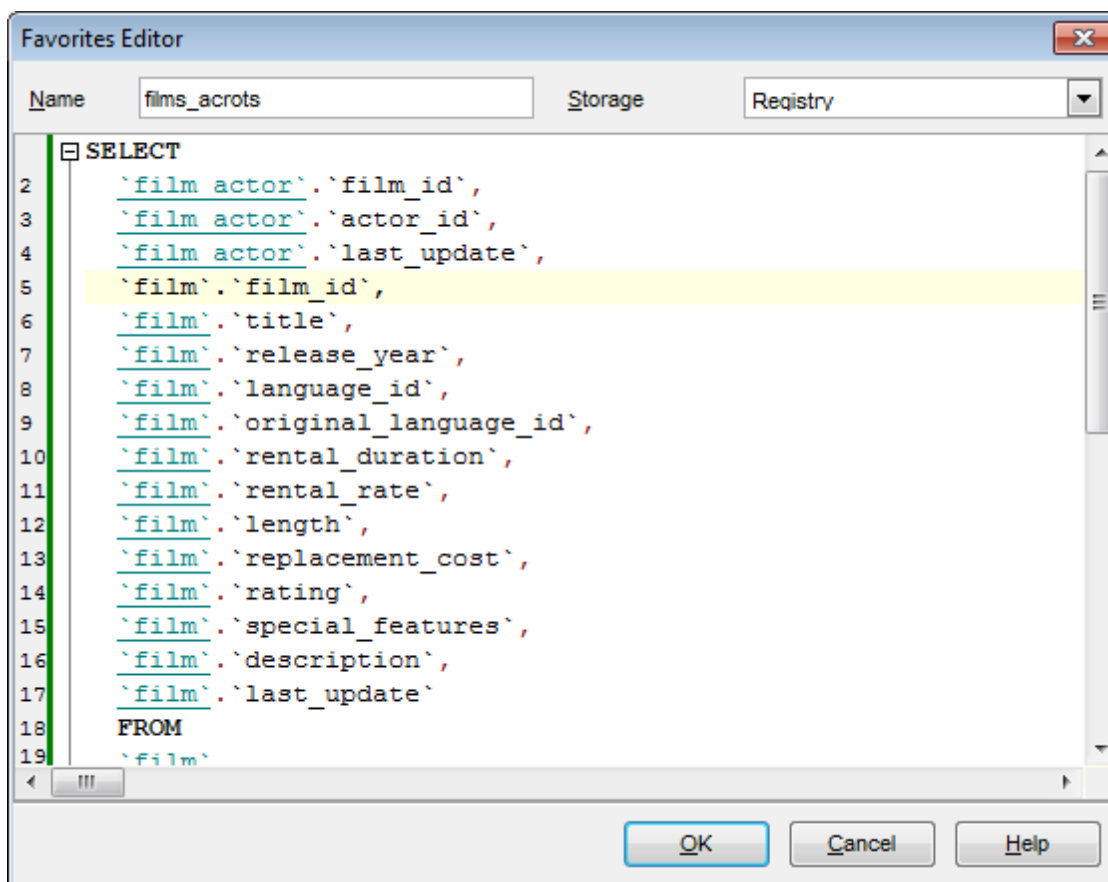 Favorites Editor
Name films_acrots Storage Registry
SELECT
2 `film_actor`.`film_id`,
3 `film_actor`.`actor_id`,
4 `film_actor`.`last_update`,
5 `film`.`film_id`,
6 `film`.`title`,
7 `film`.`release_year`,
8 `film`.`language_id`,
9 `film`.`original_language_id`,
10 `film`.`rental_duration`,
11 `film`.`rental_rate`,
12 `film`.`length`,
13 `film`.`replacement_cost`,
14 `film`.`rating`,
15 `film`.`special_features`,
16 `film`.`description`,
17 `film`.`last_update`
18 FROM
19 `film`
OK Cancel Help